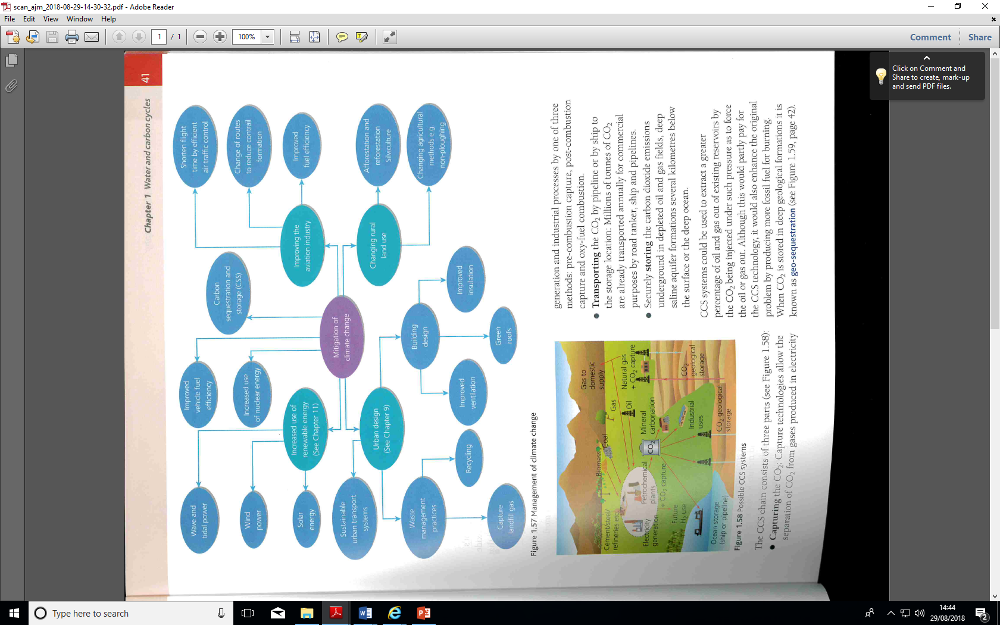 scan_ajm_2018-08-29-14-30-32.pdf - Adobe Reader
File Edit View Window Help
1 / 1
100%
Comment
Share
Click on Comment and
Share to create, mark-up
and send PDF files.
Chapter 1 Water and carbon cycles
41
Shorten flight
time by efficient
air traffic control
Change of routes
to reduce contrail
formation
Improved
fuel efficiency
Afforestation and
reforestation
Silviculture
Changing agricultural
methods e.g.
non-ploughing
Improving the
aviation industry
Changing rural
land use
Carbon
sequestration and
storage (CSS)
Improved
insulation
Mitigation of
climate change
Building
design
Green
roofs
Improved
vehicle fuel
efficiency
Increased use
of nuclear energy
Improved
ventilation
Increased use of
renewable energy
(See Chapter 11)
Urban design
(See Chapter 9)
Recycling
Wave and
tidal power
Wind
power
Solar
energy
Sustainable
urban transport
systems
Waste
management
practices
Capture
landfill gas
Figure 1.57 Management of climate change
Gas to
domestic
supply
Natural gas
+ CO2 capture
CO2
geological
storage
Gas
Oil
Mineral
carbonation
Industrial
uses
CO2 geological
storage
Coal
Biomass
CO2
Petrochemical
plants
+ CO2 capture
Cement/steel/
refineries etc
Electricity
generation
Future
H2 use
Ocean storage
(ship or pipeline)
Figure 1.58 Possible CCS systems
The CCS chain consists of three parts (see Figure 1.58):
● Capturing the CO2: Capture technologies allow the
separation of CO2 from gases produced in electricity
generation and industrial processes by one of three
methods: pre-combustion capture, post-combustion
capture and oxy-fuel combustion.
● Transporting the CO2 by pipeline or by ship to
the storage location: Millions of tonnes of CO2
are already transported annually for commercial
purposes by road tanker, ship and pipelines.
● Securely storing the carbon dioxide emissions
underground in depleted oil and gas fields, deep
saline aquifer formations several kilometres below
the surface or the deep ocean.
CCS systems could be used to extract a greater
percentage of oil and gas out of existing reservoirs by
the CO2 being injected under such pressure as to force
the oil or gas out. Although this would partly pay for
the CCS technology, it would also enhance the original
problem by producing more fossil fuel for burning.
When CO2 is stored in deep geological formations it is
known as geo-sequestration (see Figure 1.59, page 42).
Type here to search
14:44
29/08/2018
2